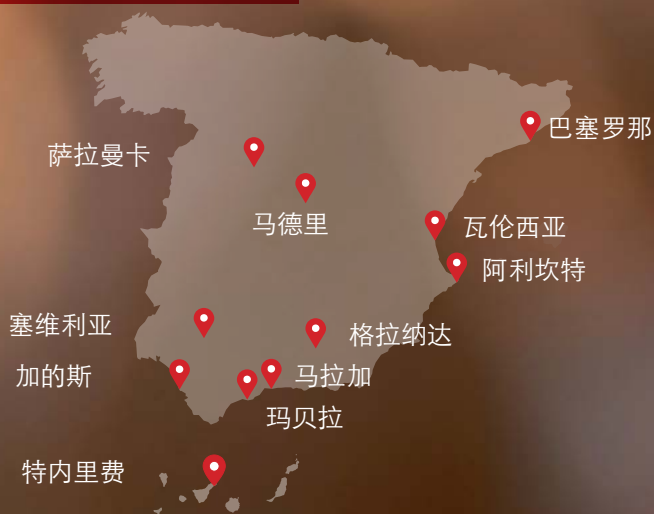 巴塞罗那
萨拉曼卡
马德里
瓦伦西亚
阿利坎特
塞维利亚
格拉纳达
加的斯
马拉加
玛贝拉
特内里费